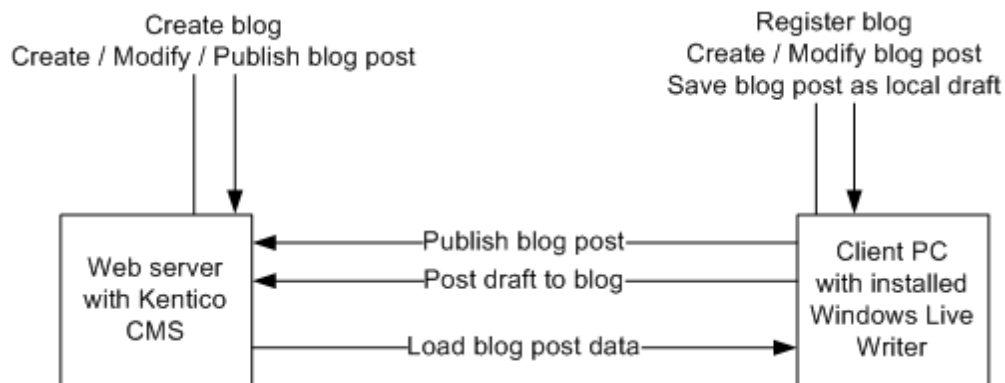 Create blog
Create / Modify / Publish blog post
Register blog
Create / Modify blog post
Save blog post as local draft
Publish blog post
Post draft to blog
Load blog post data
Web server
with Kentico
CMS
Client PC
with installed
Windows Live
Writer